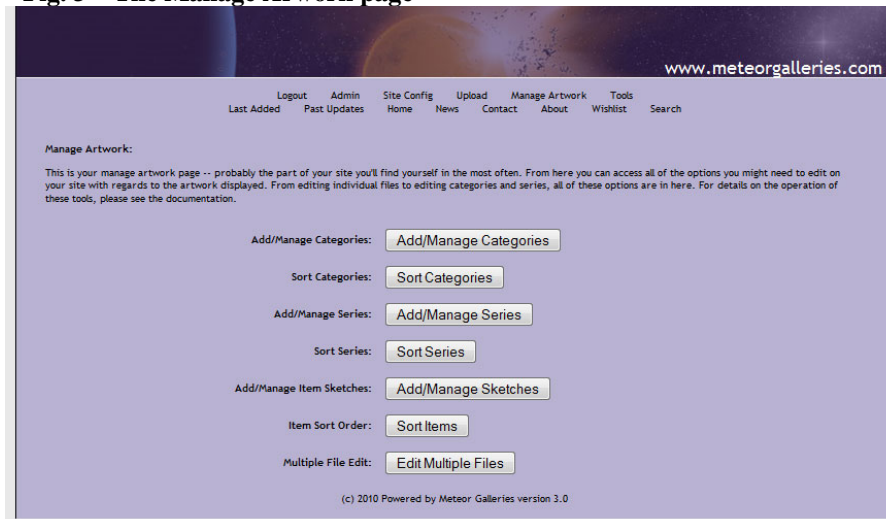 Fig. 3 - The Manage Artwork page
www.meteorgalleries.com
Logout Admin Site Config Upload Manage Artwork Tools
Last Added Past Updates Home News Contact About Wishlist Search
Manage Artwork:
This is your manage artwork page -- probably the part of your site you'll find yourself in the most often. From here you can access all of the options you might need to edit on
your site with regards to the artwork displayed. From editing individual files to editing categories and series, all of these options are in here. For details on the operation of
these tools, please see the documentation.
Add/Manage Categories: Add/Manage Categories
Sort Categories: Sort Categories
Add/Manage Series: Add/Manage Series
Sort Series: Sort Series
Add/Manage Item Sketches: Add/Manage Sketches
Item Sort Order: Sort Items
Multiple File Edit: Edit Multiple Files
(c) 2010 Powered by Meteor Galleries version 3.0